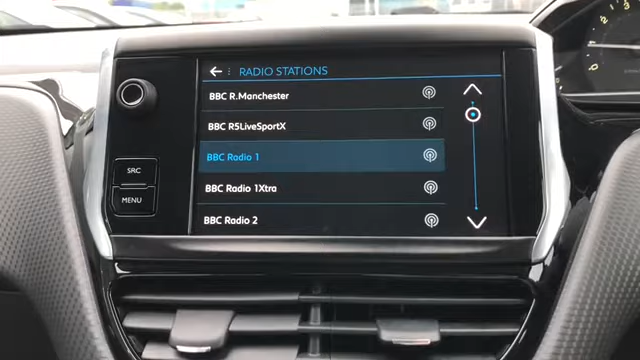 RADIO STATIONS
BBC R.Manchester
BBC R5LiveSportX
BBC Radio 1
BBC Radio 1Xtra
BBC Radio 2
SRC
MENU